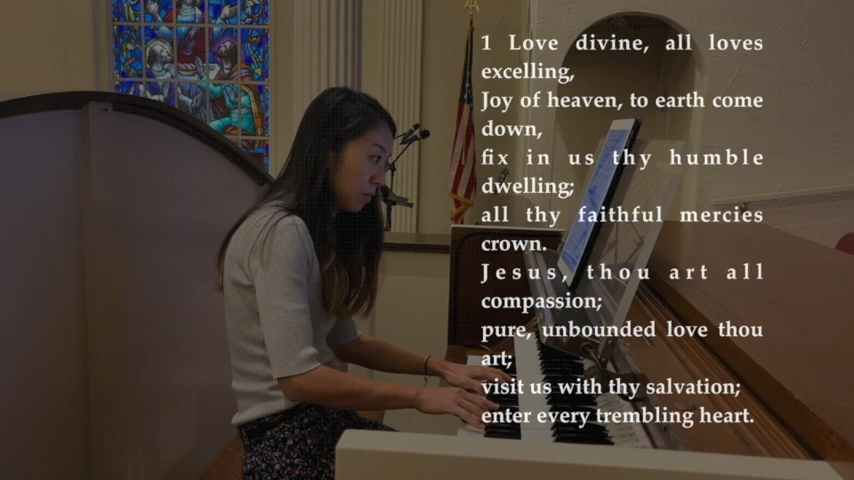 1 Love divine, all loves
excelling,
Joy of heaven, to earth come
down,
fix in us thy humble
dwelling;
all thy faithful mercies
crown.
Jesus, thou art all
compassion;
pure, unbounded love thou
art;
visit us with thy salvation;
enter every trembling heart.